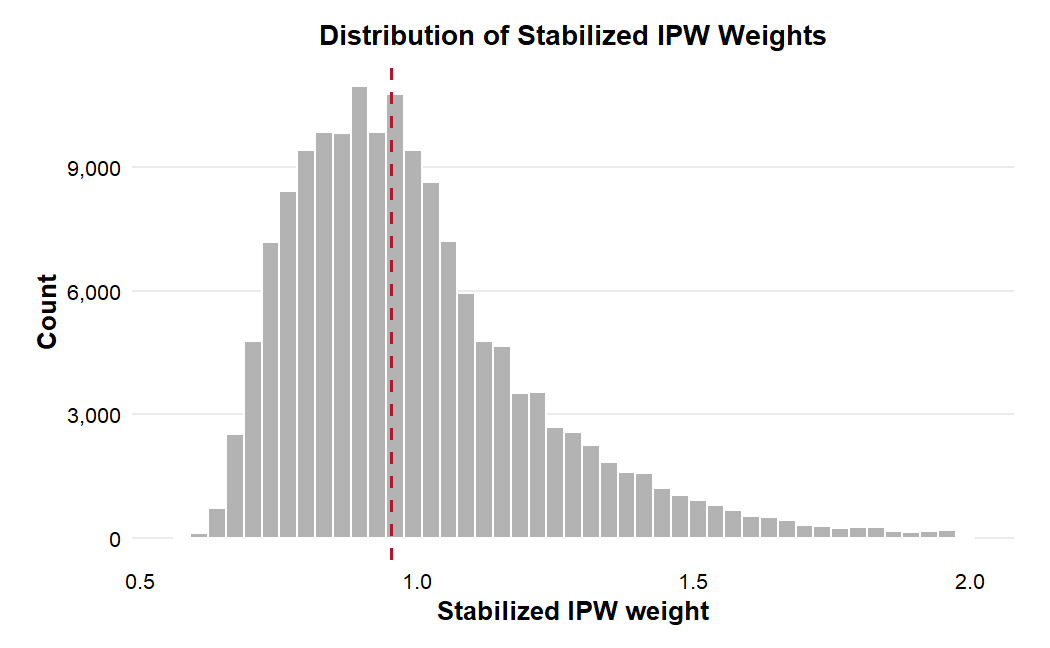 Distribution of Stabilized IPW Weights
Count
9,000
6,000
3,000
0
0.5 1.0 1.5 2.0
Stabilized IPW weight